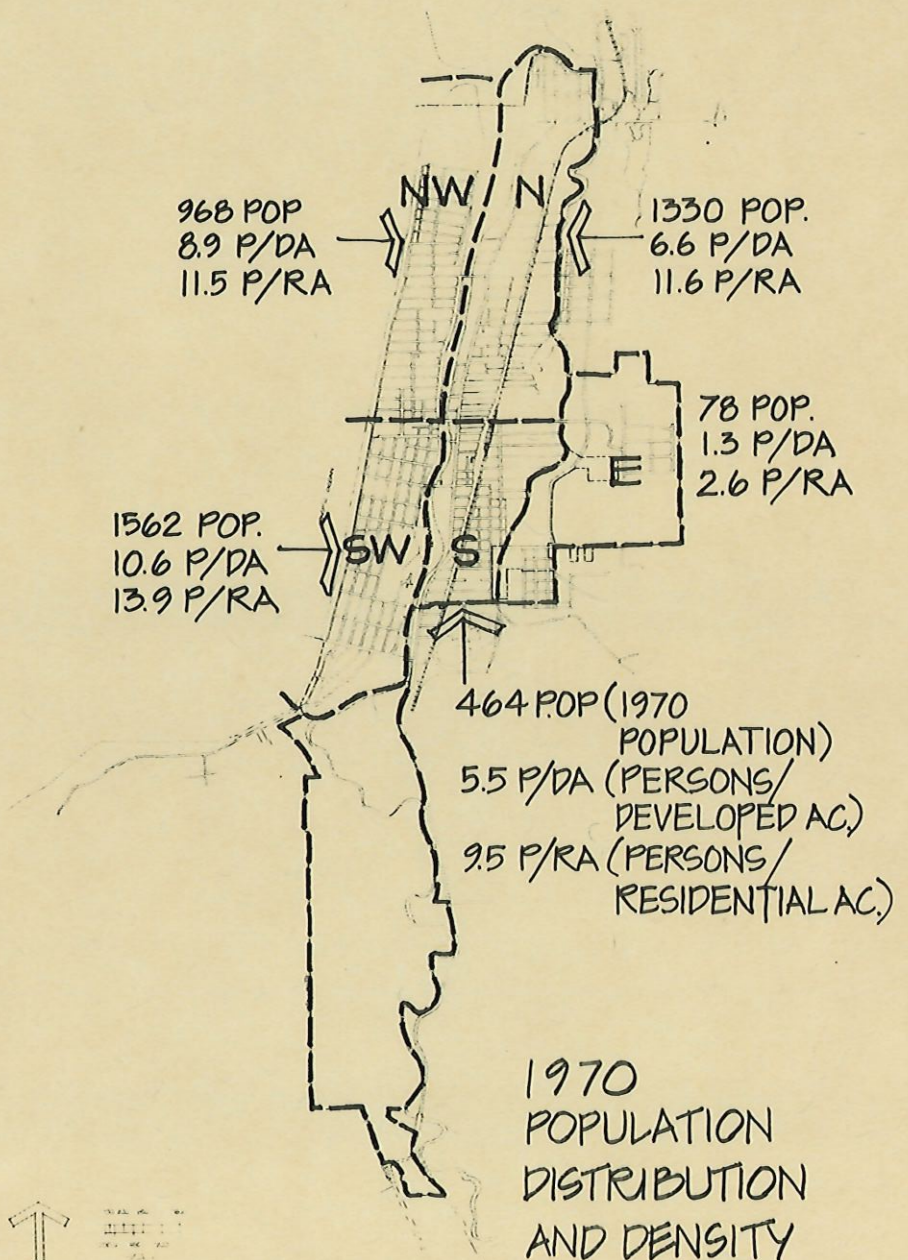 NW N
968 POP
8.9 P/DA
11.5 P/RA
1330 POP.
6.6 P/DA
11.6 P/RA
78 POP.
1.3 P/DA
2.6 P/RA
E
1562 POP.
10.6 P/DA
13.9 P/RA
SW S
464 P.OP (1970
POPULATION)
5.5 P/DA (PERSONS/
DEVELOPED AC.)
9.5 P/RA (PERSONS/
RESIDENTIAL AC.)
1970
POPULATION
DISTRIBUTION
AND DENSITY